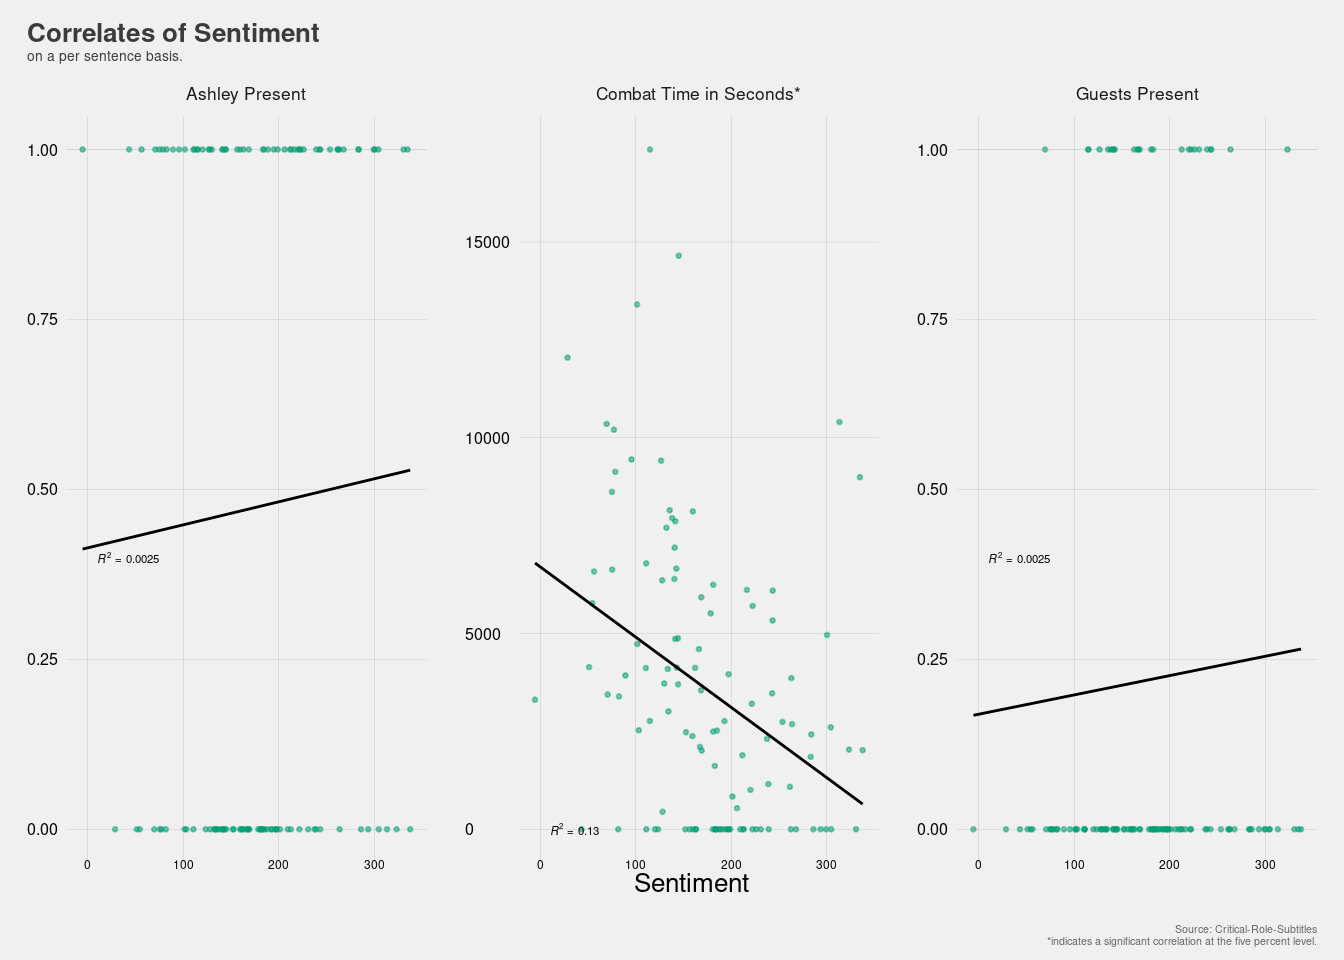 Correlates of Sentiment
on a per sentence basis.
Ashley Present
Combat Time in Seconds*
Guests Present
1.00
0.75
0.50
0.25
0.00
R² = 0.0025
0 100 200 300
15000
10000
5000
0
R² = 0.13
0 100 200 300
1.00
0.75
0.50
0.25
0.00
R² = 0.0025
0 100 200 300
Sentiment
Source: Critical-Role-Subtitles
*indicates a significant correlation at the five percent level.